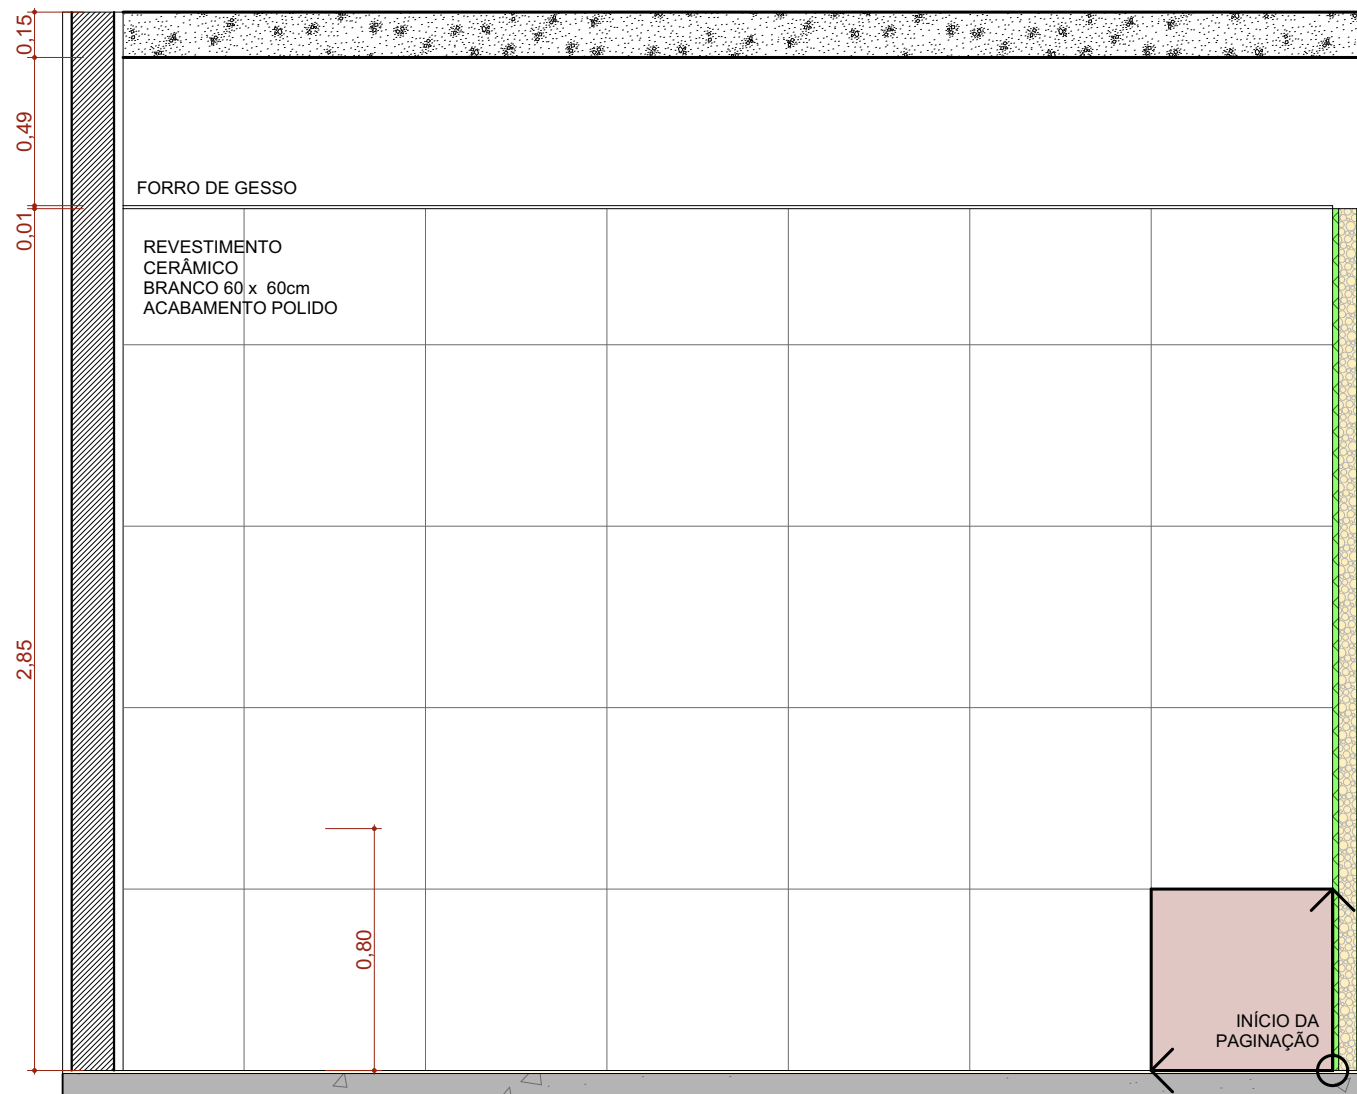 0,15
0,49
FORRO DE GESSO
0,01
REVESTIMENTO
CERÂMICO
BRANCO 60 x 60cm
ACABAMENTO POLIDO
2,85
0,80
INÍCIO DA
PAGINAÇÃO